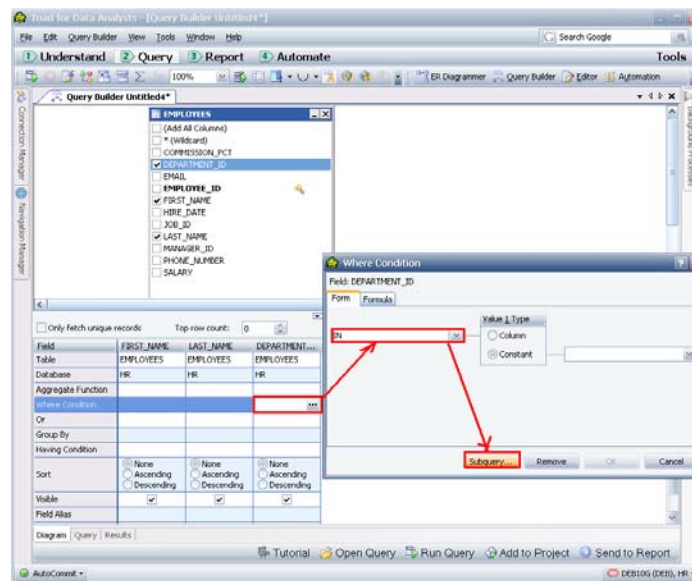 Toad for Data Analysts - [Query Builder Untitled4*]
File Edit Query Builder View Tools Window Help
Search Google
1 Understand 2 Query 3 Report 4 Automate
Tools
100% ER Diagrammer Query Builder Editor Automation
Query Builder Untitled4*
Connection Manager
Navigation Manager
Background Processes
EMPLOYEES
(Add All Columns)
* (Wildcard)
COMMISSION_PCT
DEPARTMENT_ID
EMAIL
EMPLOYEE_ID
FIRST_NAME
HIRE_DATE
JOB_ID
LAST_NAME
MANAGER_ID
PHONE_NUMBER
SALARY
Where Condition
Field: DEPARTMENT_ID
Form Formula
IN
Value 1 Type
Column
Constant
Subquery... Remove OK Cancel
Only fetch unique records Top row count: 0
Field FIRST_NAME LAST_NAME DEPARTMENT...
Table EMPLOYEES EMPLOYEES EMPLOYEES
Database HR HR HR
Aggregate Function
Where Condition ...
Or
Group By
Having Condition
Sort
None None None
Ascending Ascending Ascending
Descending Descending Descending
Visible
Field Alias
Diagram Query Results
Tutorial Open Query Run Query Add to Project Send to Report
AutoCommit DEB10G (DEB), HR